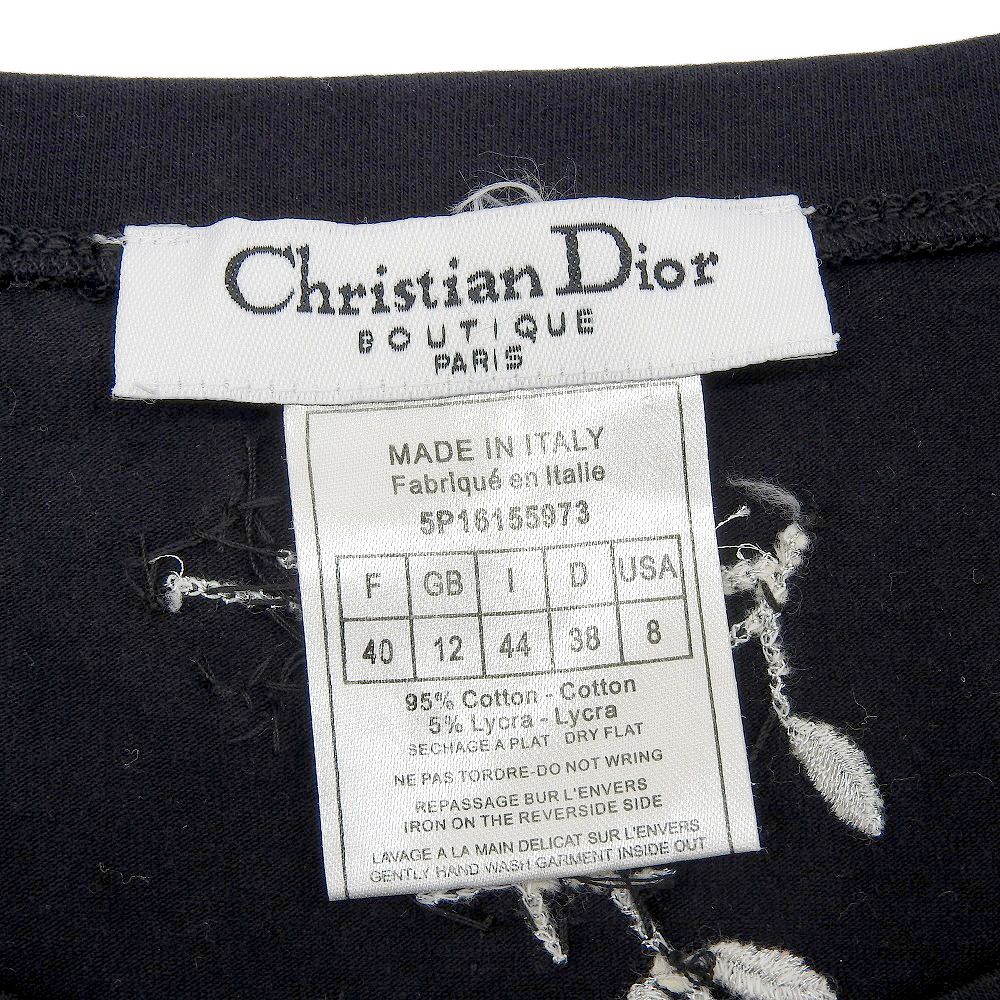 Christian Dior
BOUTIQUE
PARIS
MADE IN ITALY
Fabriqué en Italie
5P16155973
F GB I D USA
40 12 44 38 8
95% Cotton - Cotton
5% Lycra - Lycra
SECHAGE A PLAT DRY FLAT
NE PAS TORDRE-DO NOT WRING
REPASSAGE BUR L'ENVERS
IRON ON THE REVERSIDE SIDE
LAVAGE A LA MAIN DELICAT SUR L'ENVERS
GENTLY HAND WASH GARMENT INSIDE OUT